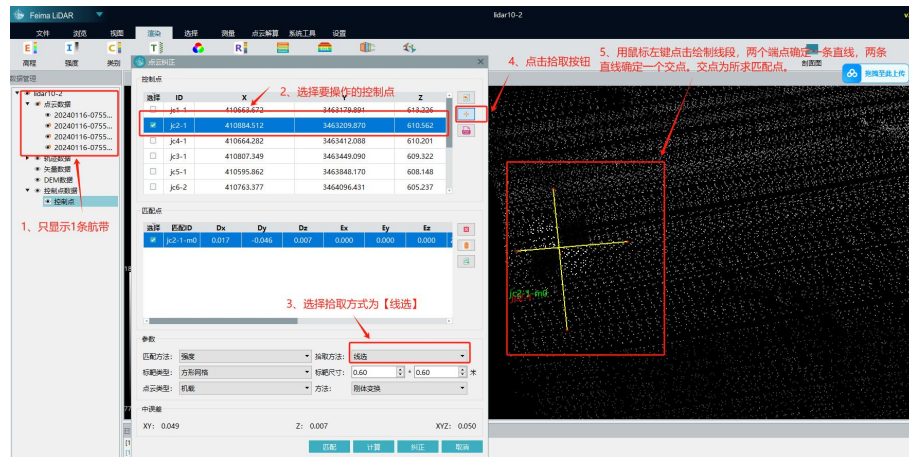 Feima LiDAR
lidar10-2
文件 浏览 视图 渲染 选择 测量 点云解算 系统工具 设置
E I C T R
高程 强度 类别 剖面图
4、点击拾取按钮
5、用鼠标左键点击绘制线段，两个端点确定一条直线，两条
直线确定一个交点。交点为所求匹配点。
拖拽至此上传
数据管理
lidar10-2
点云数据
20240116-0755...
20240116-0755...
20240116-0755...
20240116-0755...
轨迹数据
矢量数据
DEM数据
控制点数据
控制点
1、只显示1条航带
点云纠正
控制点
2、选择要操作的控制点
选择 ID X Z
js1-1 410663.672 3463179.891 613.226
jc2-1 410884.512 3463209.870 610.562
jc4-1 410664.282 3463412.088 610.201
jc3-1 410807.349 3463449.090 609.322
jc5-1 410595.862 3463848.170 608.148
jc6-2 410763.377 3464096.431 605.237
匹配点
选择 匹配ID Dx Dy Dz Ex Ey Ez
jc2-1-m0 0.017 -0.046 0.007 0.000 0.000 0.000
jc2-1-m0
3、选择拾取方式为【线选】
参数
匹配方法： 强度 拾取方法： 线选
标靶类型： 方形网格 标靶尺寸： 0.60 * 0.60 米
点云类型： 机载 方法： 刚体变换
中误差
XY: 0.049 Z: 0.007 XYZ: 0.050
匹配 计算 纠正 取消